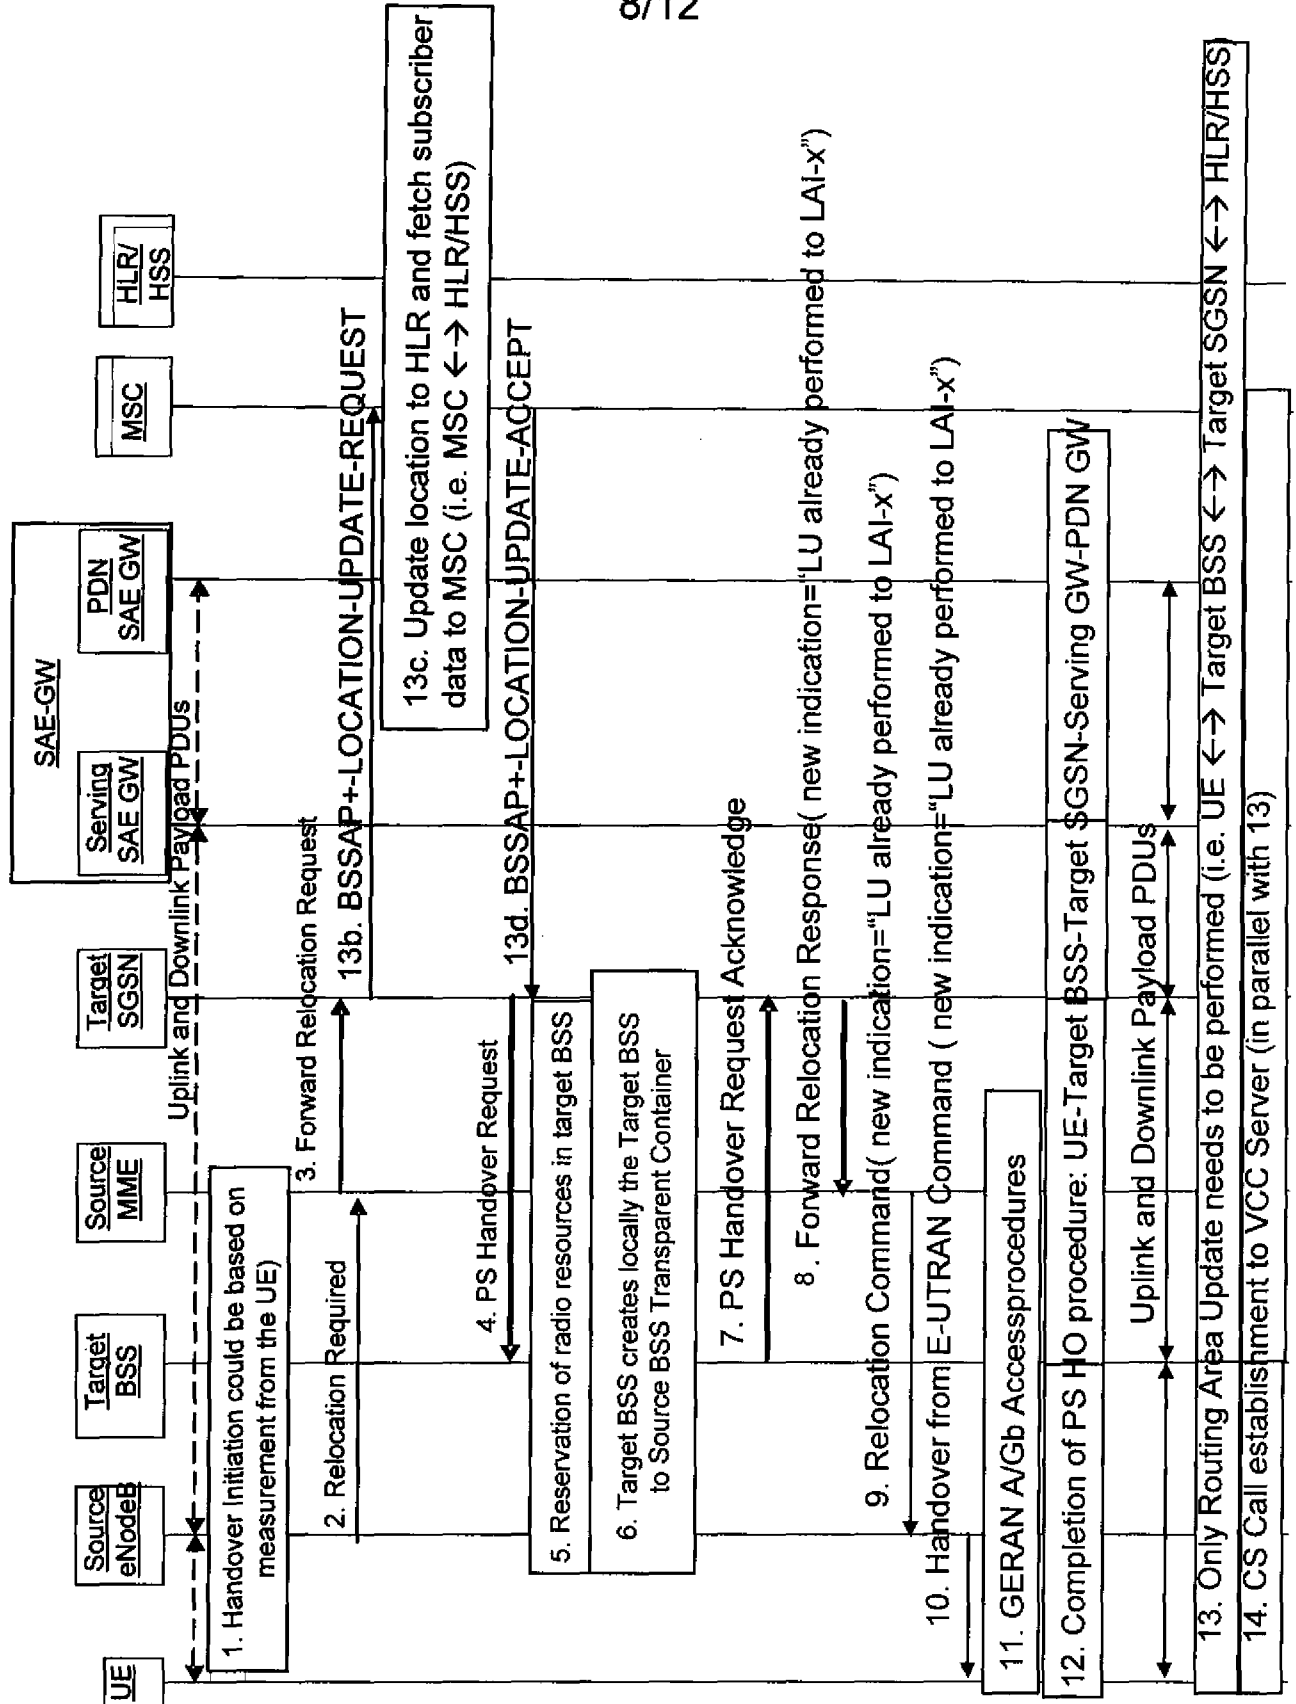 8/12
UE
Source
eNodeB
Target
BSS
Source
MME
Target
SGSN
SAE-GW
Serving
SAE GW
PDN
SAE GW
MSC
HLR/
HSS
Uplink and Downlink Payload PDUs
1. Handover Initiation could be based on
measurement from the UE)
2. Relocation Required
3. Forward Relocation Request
13b. BSSAP+-LOCATION-UPDATE-REQUEST
13c. Update location to HLR and fetch subscriber
data to MSC (i.e. MSC ←→ HLR/HSS)
13d. BSSAP+-LOCATION-UPDATE-ACCEPT
4. PS Handover Request
5. Reservation of radio resources in target BSS
6. Target BSS creates locally the Target BSS
to Source BSS Transparent Container
7. PS Handover Request Acknowledge
8 . Forward Relocation Response( new indication=“LU already performed to LAI-x”)
9. Relocation Command( new indication=“LU already performed to LAI-x”)
10. Handover from E-UTRAN Command ( new indication=“LU already performed to LAI-x”)
11. GERAN A/Gb Accessprocedures
12. Completion of PS HO procedure: UE-Target BSS-Target SGSN-Serving GW-PDN GW
Uplink and Downlink Payload PDUs
13. Only Routing Area Update needs to be performed (i.e. UE ←→ Target BSS ←→ Target SGSN ←→ HLR/HSS)
14. CS Call establishment to VCC Server (in parallel with 13)